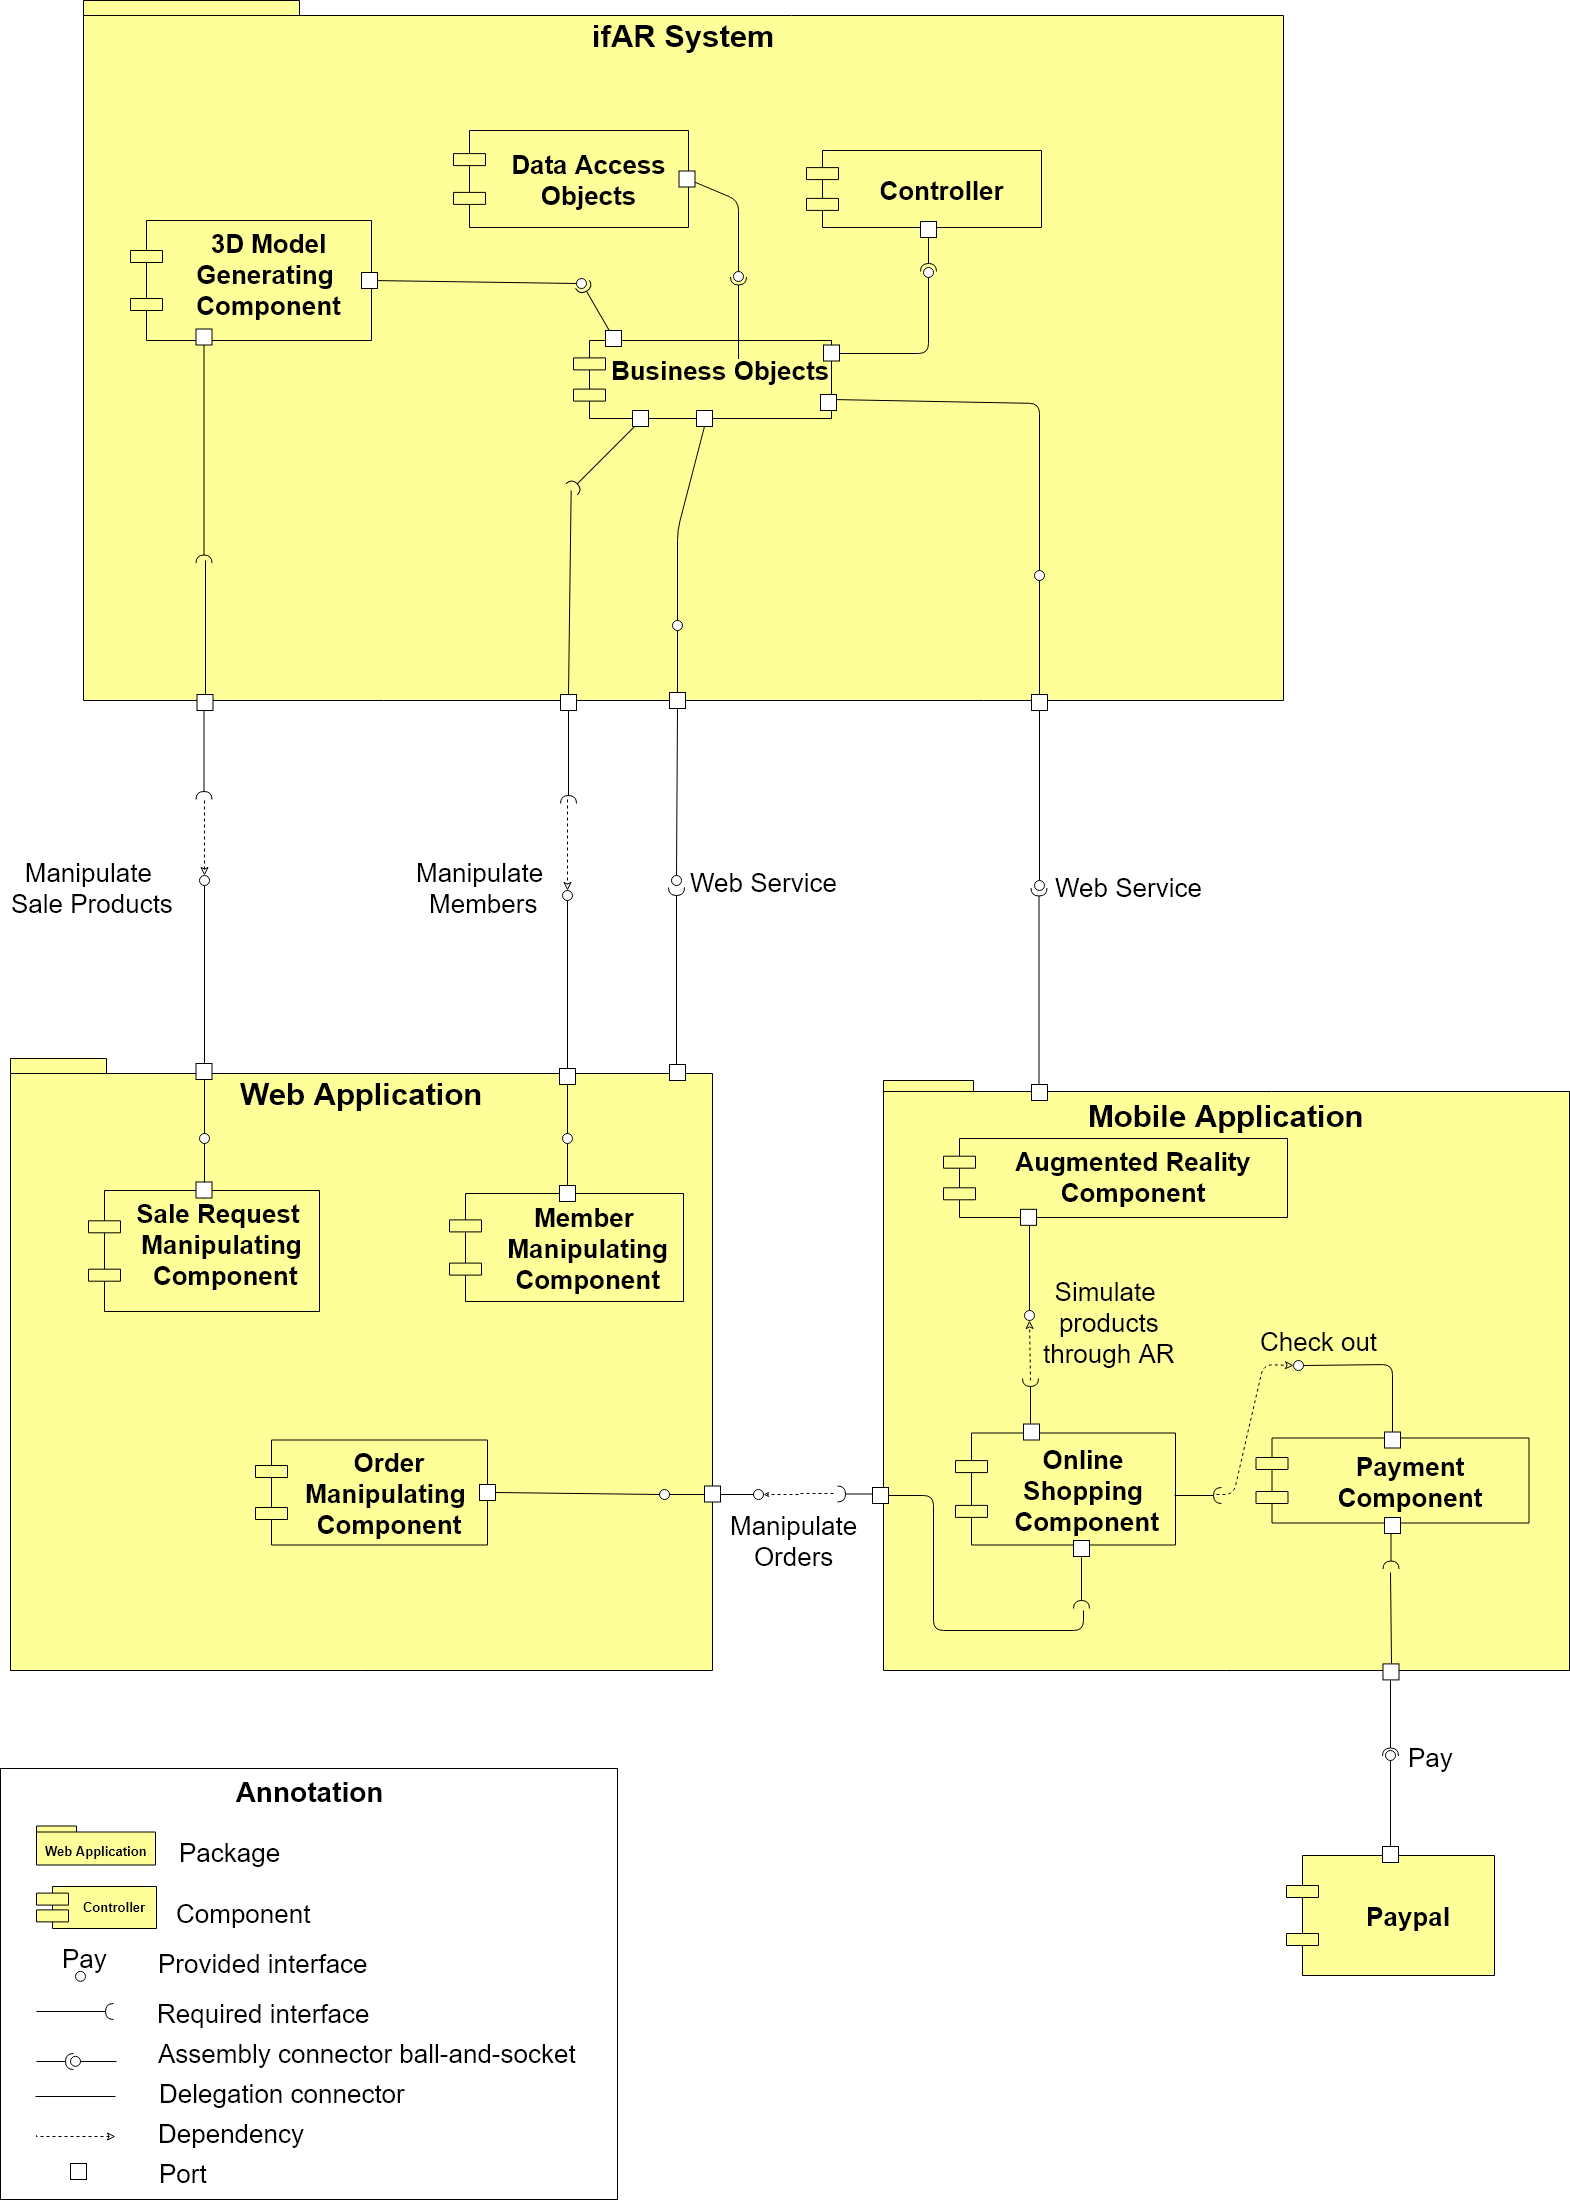 ifAR System
Data Access
Objects
Controller
3D Model
Generating
Component
Business Objects
Manipulate
Sale Products
Manipulate
Members
Web Service
Web Service
Web Application
Mobile Application
Augmented Reality
Component
Sale Request
Manipulating
Component
Member
Manipulating
Component
Simulate
products
through AR
Check out
Order
Manipulating
Component
Online
Shopping
Component
Payment
Component
Manipulate
Orders
Pay
Paypal
Annotation
Web Application
Package
Controller
Component
Pay
Provided interface
Required interface
Assembly connector ball-and-socket
Delegation connector
Dependency
Port